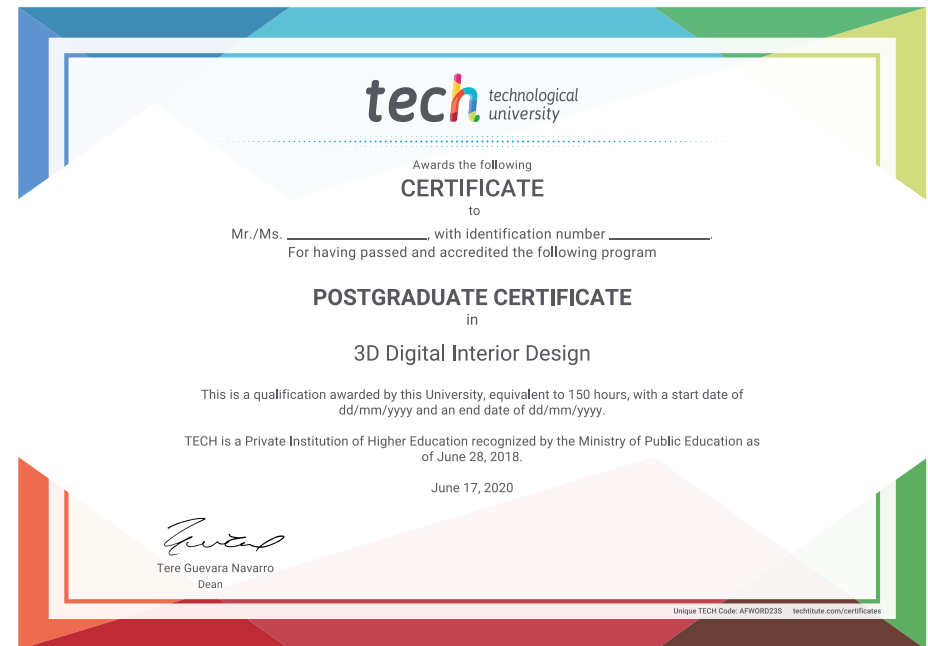 tech technological
university
Awards the following
CERTIFICATE
to
Mr./Ms. ____________________, with identification number ______________.
For having passed and accredited the following program
POSTGRADUATE CERTIFICATE
in
3D Digital Interior Design
This is a qualification awarded by this University, equivalent to 150 hours, with a start date of
dd/mm/yyyy and an end date of dd/mm/yyyy.
TECH is a Private Institution of Higher Education recognized by the Ministry of Public Education as
of June 28, 2018.
June 17, 2020
Tere Guevara Navarro
Dean
Unique TECH Code: AFWORD23S techtitute.com/certificates